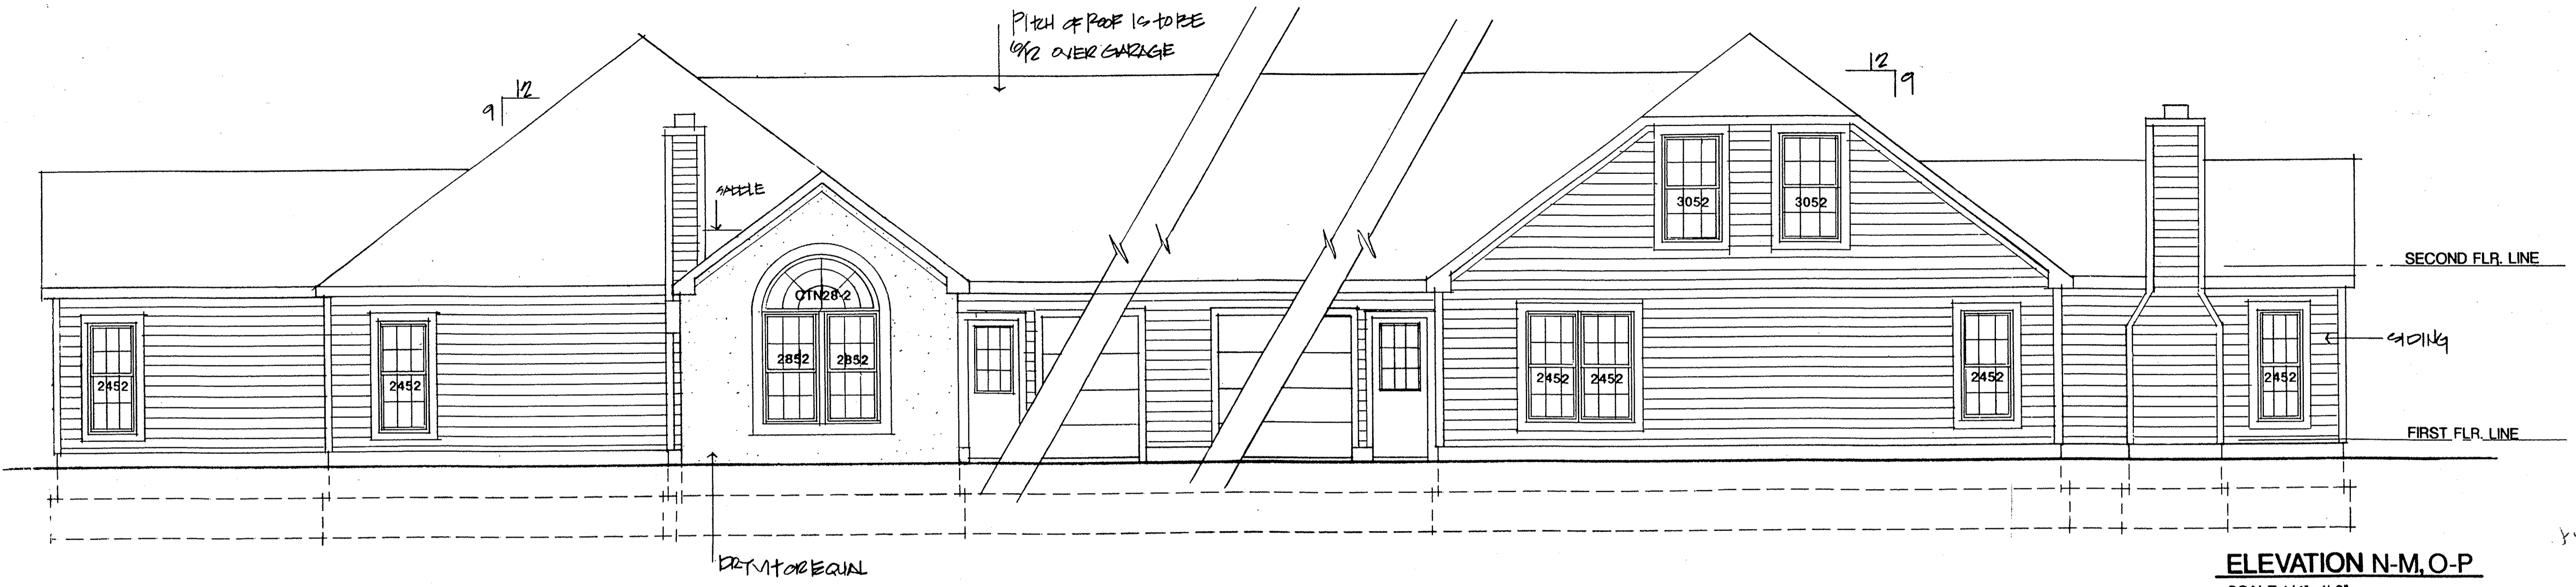 PITCH OF ROOF IS TO BE
6/12 OVER GARAGE
12
9
12
9
SADDLE
3052
3052
SECOND FLR. LINE
CTN28-2
SIDING
2852
2852
2452
2452
2452
2452
2452
2452
FIRST FLR. LINE
DRYVIT OR EQUAL
ELEVATION N-M, O-P